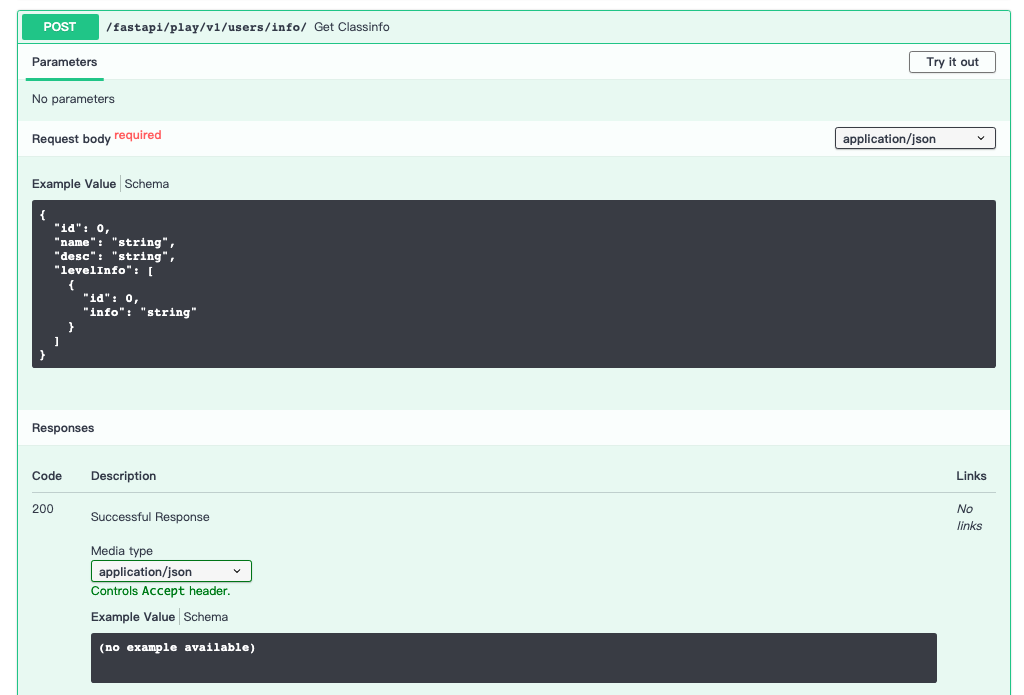 POST /fastapi/play/v1/users/info/ Get Classinfo
Parameters
Try it out
No parameters
Request body required
application/json
Example Value Schema
{
  "id": 0,
  "name": "string",
  "desc": "string",
  "levelInfo": [
    {
      "id": 0,
      "info": "string"
    }
  ]
}
Responses
Code Description Links
200 Successful Response No links
Media type
application/json
Controls Accept header.
Example Value Schema
(no example available)